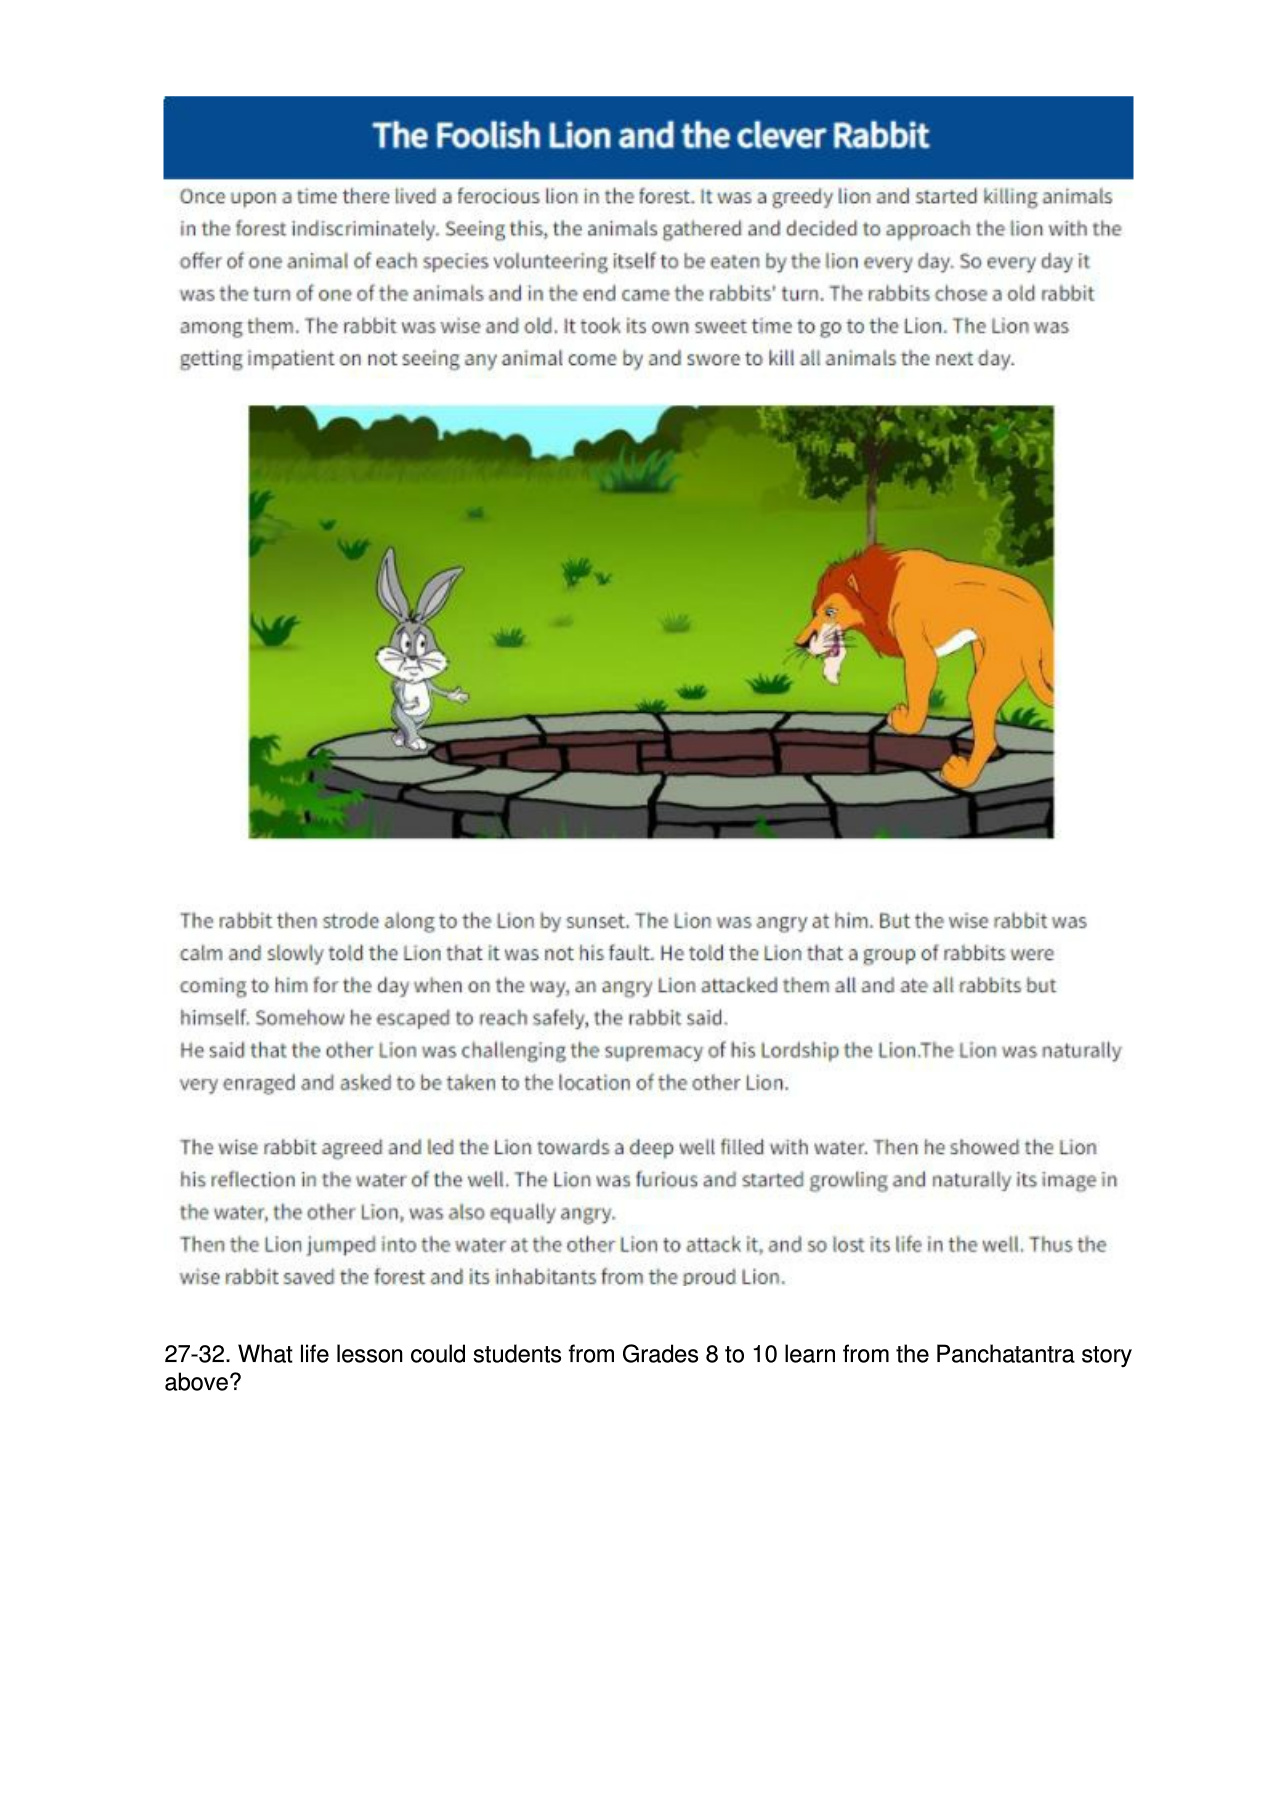 The Foolish Lion and the clever Rabbit
Once upon a time there lived a ferocious lion in the forest. It was a greedy lion and started killing animals
in the forest indiscriminately. Seeing this, the animals gathered and decided to approach the lion with the
offer of one animal of each species volunteering itself to be eaten by the lion every day. So every day it
was the turn of one of the animals and in the end came the rabbits' turn. The rabbits chose a old rabbit
among them. The rabbit was wise and old. It took its own sweet time to go to the Lion. The Lion was
getting impatient on not seeing any animal come by and swore to kill all animals the next day.
The rabbit then strode along to the Lion by sunset. The Lion was angry at him. But the wise rabbit was
calm and slowly told the Lion that it was not his fault. He told the Lion that a group of rabbits were
coming to him for the day when on the way, an angry Lion attacked them all and ate all rabbits but
himself. Somehow he escaped to reach safely, the rabbit said.
He said that the other Lion was challenging the supremacy of his Lordship the Lion.The Lion was naturally
very enraged and asked to be taken to the location of the other Lion.
The wise rabbit agreed and led the Lion towards a deep well filled with water. Then he showed the Lion
his reflection in the water of the well. The Lion was furious and started growling and naturally its image in
the water, the other Lion, was also equally angry.
Then the Lion jumped into the water at the other Lion to attack it, and so lost its life in the well. Thus the
wise rabbit saved the forest and its inhabitants from the proud Lion.
27-32. What life lesson could students from Grades 8 to 10 learn from the Panchatantra story
above?